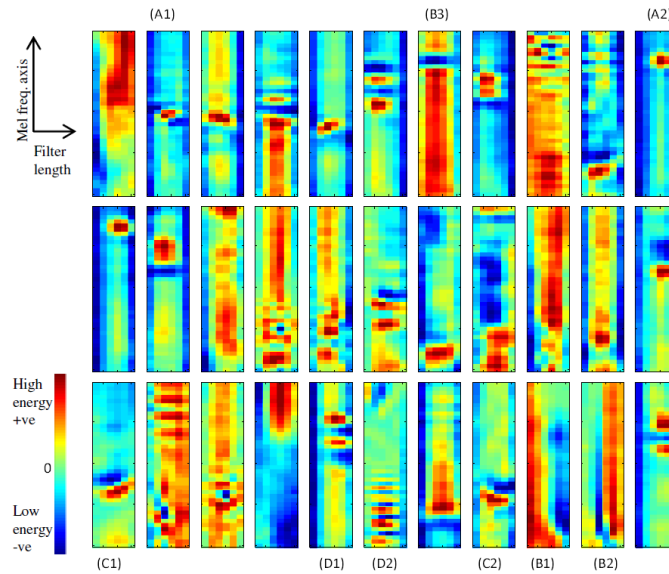 (A1) (B3) (A2)
Mel freq. axis
Filter
length
High
energy
+ve
0
Low
energy
-ve
(C1) (D1) (D2) (C2) (B1) (B2)